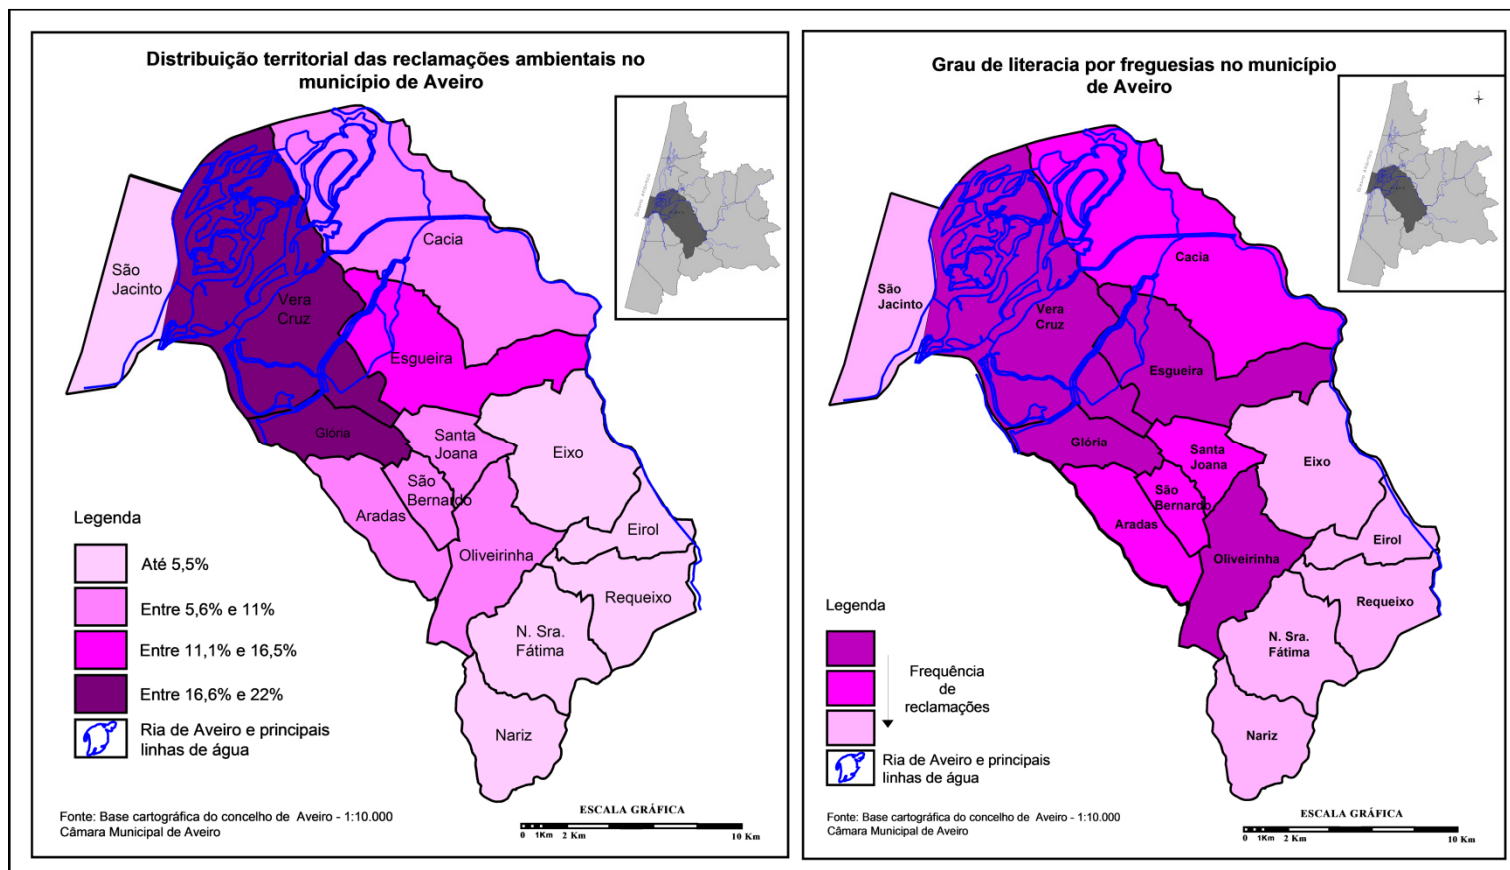 Distribuição territorial das reclamações ambientais no
município de Aveiro
São
Jacinto
Vera
Cruz
Cacia
Esgueira
Glória
Santa
Joana
Eixo
São
Bernardo
Aradas
Eirol
Oliveirinha
Requeixo
N. Sra.
Fátima
Nariz
Legenda
Até 5,5%
Entre 5,6% e 11%
Entre 11,1% e 16,5%
Entre 16,6% e 22%
Ria de Aveiro e principais
linhas de água
Fonte: Base cartográfica do concelho de Aveiro - 1:10.000
Câmara Municipal de Aveiro
ESCALA GRÁFICA
0 1Km 2 Km 10 Km
Grau de literacia por freguesias no município
de Aveiro
São
Jacinto
Vera
Cruz
Cacia
Esgueira
Glória
Santa
Joana
Eixo
São
Bernardo
Aradas
Eirol
Oliveirinha
Requeixo
N. Sra.
Fátima
Nariz
Legenda
Frequência
de
reclamações
Ria de Aveiro e principais
linhas de água
Fonte: Base cartográfica do concelho de Aveiro - 1:10.000
Câmara Municipal de Aveiro
ESCALA GRÁFICA
0 1Km 2 Km 10 Km